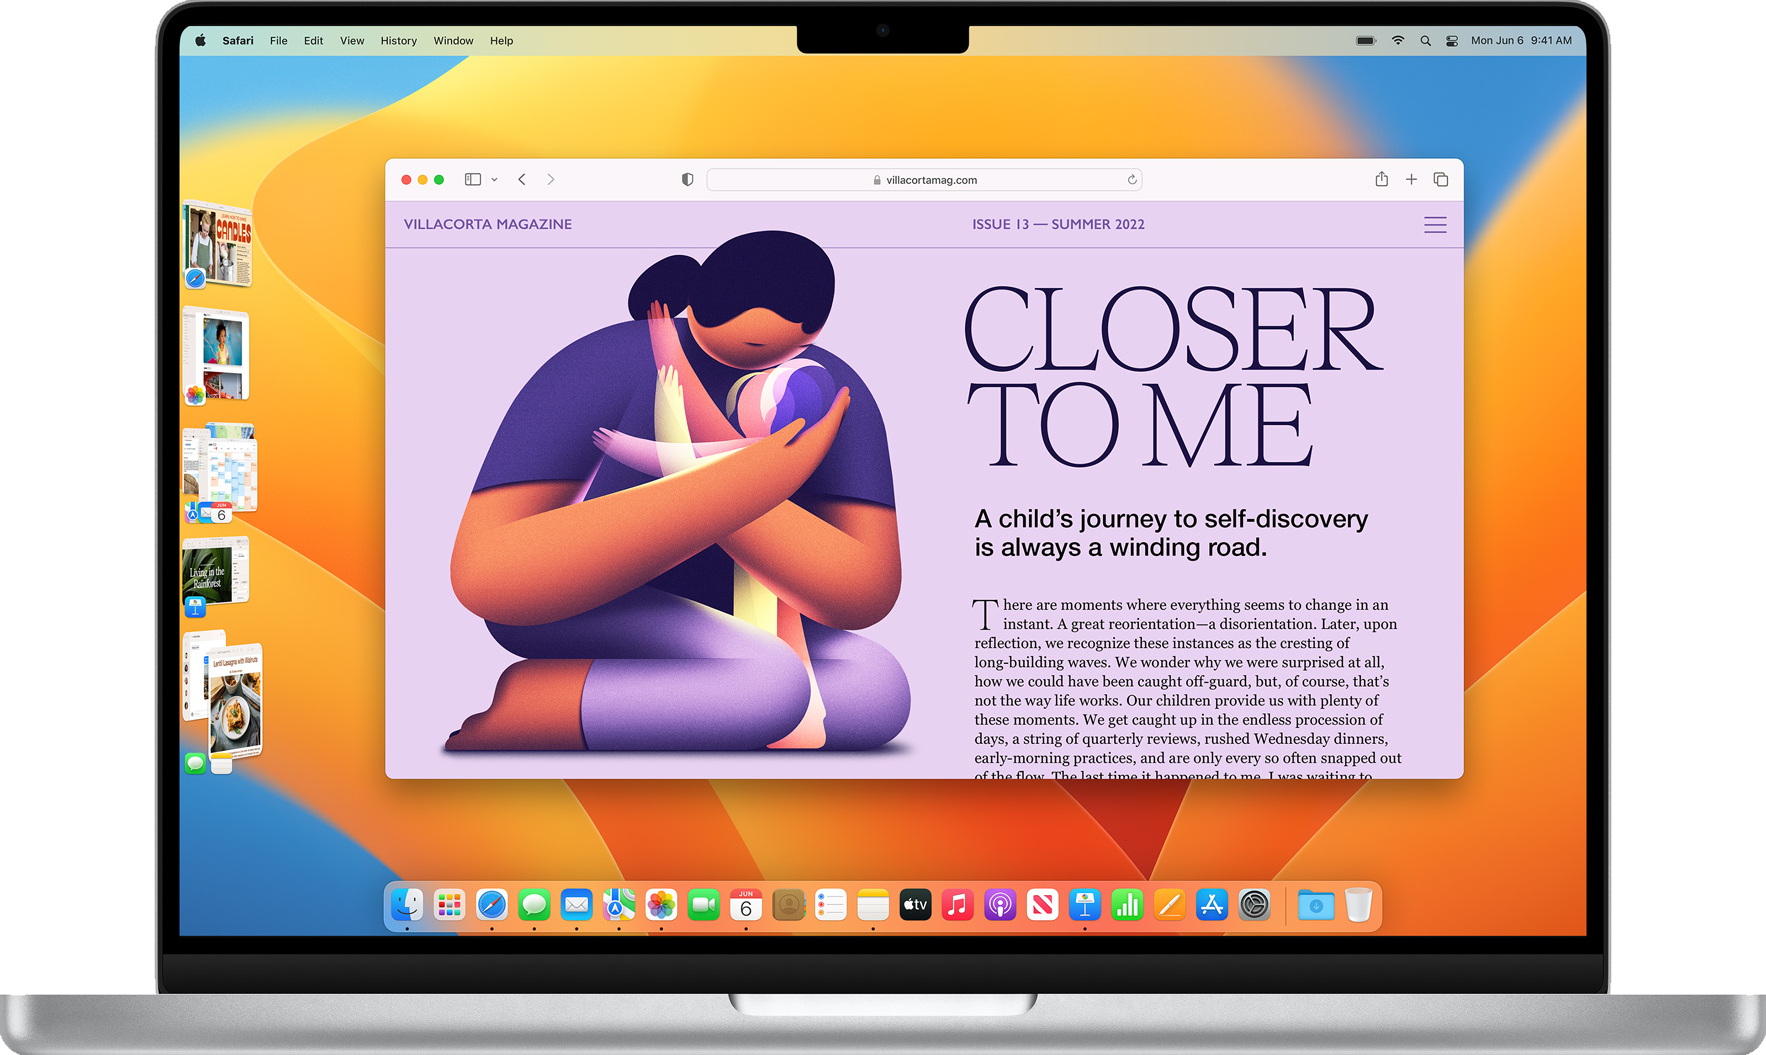 Safari File Edit View History Window Help
Mon Jun 6 9:41 AM
villacortamag.com
VILLACORTA MAGAZINE
ISSUE 13 — SUMMER 2022
CLOSER
TO ME
A child’s journey to self-discovery
is always a winding road.
There are moments where everything seems to change in an
instant. A great reorientation—a disorientation. Later, upon
reflection, we recognize these instances as the cresting of
long-building waves. We wonder why we were surprised at all,
how we could have been caught off-guard, but, of course, that’s
not the way life works. Our children provide us with plenty of
these moments. We get caught up in the endless procession of
days, a string of quarterly reviews, rushed Wednesday dinners,
early-morning practices, and are only every so often snapped out
of the flow. The last time it happened to me, I was waiting to
LEARN HOW TO MAKE
CANDLES
JUN
6
Living in the
Rainforest
Lentil Lasagna with Walnuts
JUN
6
tv